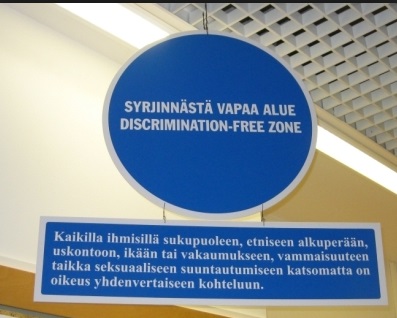 SYRJINNÄSTÄ VAPAA ALUE
DISCRIMINATION-FREE ZONE
Kaikilla ihmisillä sukupuoleen, etniseen alkuperään,
uskontoon, ikään tai vakaumukseen, vammaisuuteen
taikka seksuaaliseen suuntautumiseen katsomatta on
oikeus yhdenvertaiseen kohteluun.